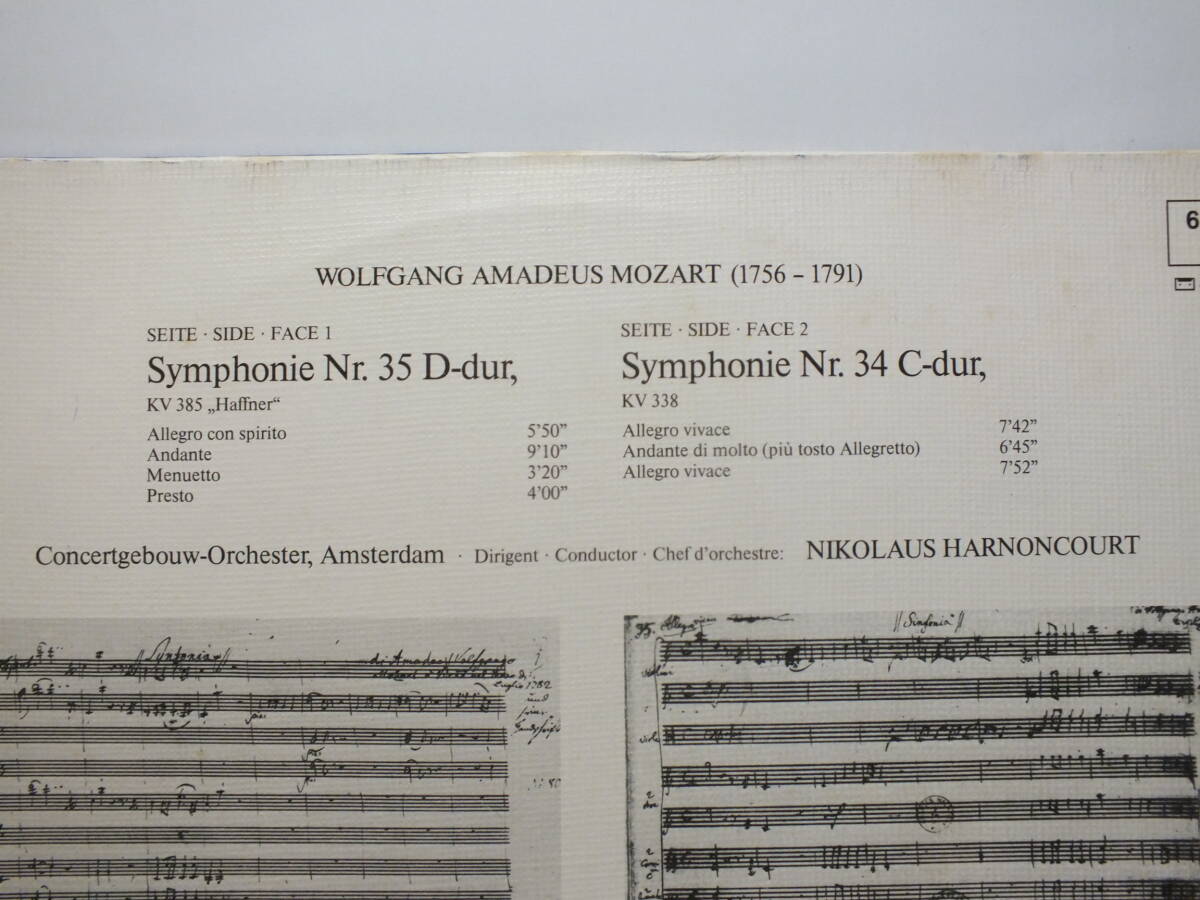 6
WOLFGANG AMADEUS MOZART (1756 – 1791)
SEITE · SIDE · FACE 1
Symphonie Nr. 35 D-dur,
KV 385 „Haffner“
Allegro con spirito 5’50”
Andante 9’10”
Menuetto 3’20”
Presto 4’00”
SEITE · SIDE · FACE 2
Symphonie Nr. 34 C-dur,
KV 338
Allegro vivace 7’42”
Andante di molto (più tosto Allegretto) 6’45”
Allegro vivace 7’52”
Concertgebouw-Orchester, Amsterdam · Dirigent · Conductor · Chef d’orchestre: NIKOLAUS HARNONCOURT
Sinfonia
Sinfonia